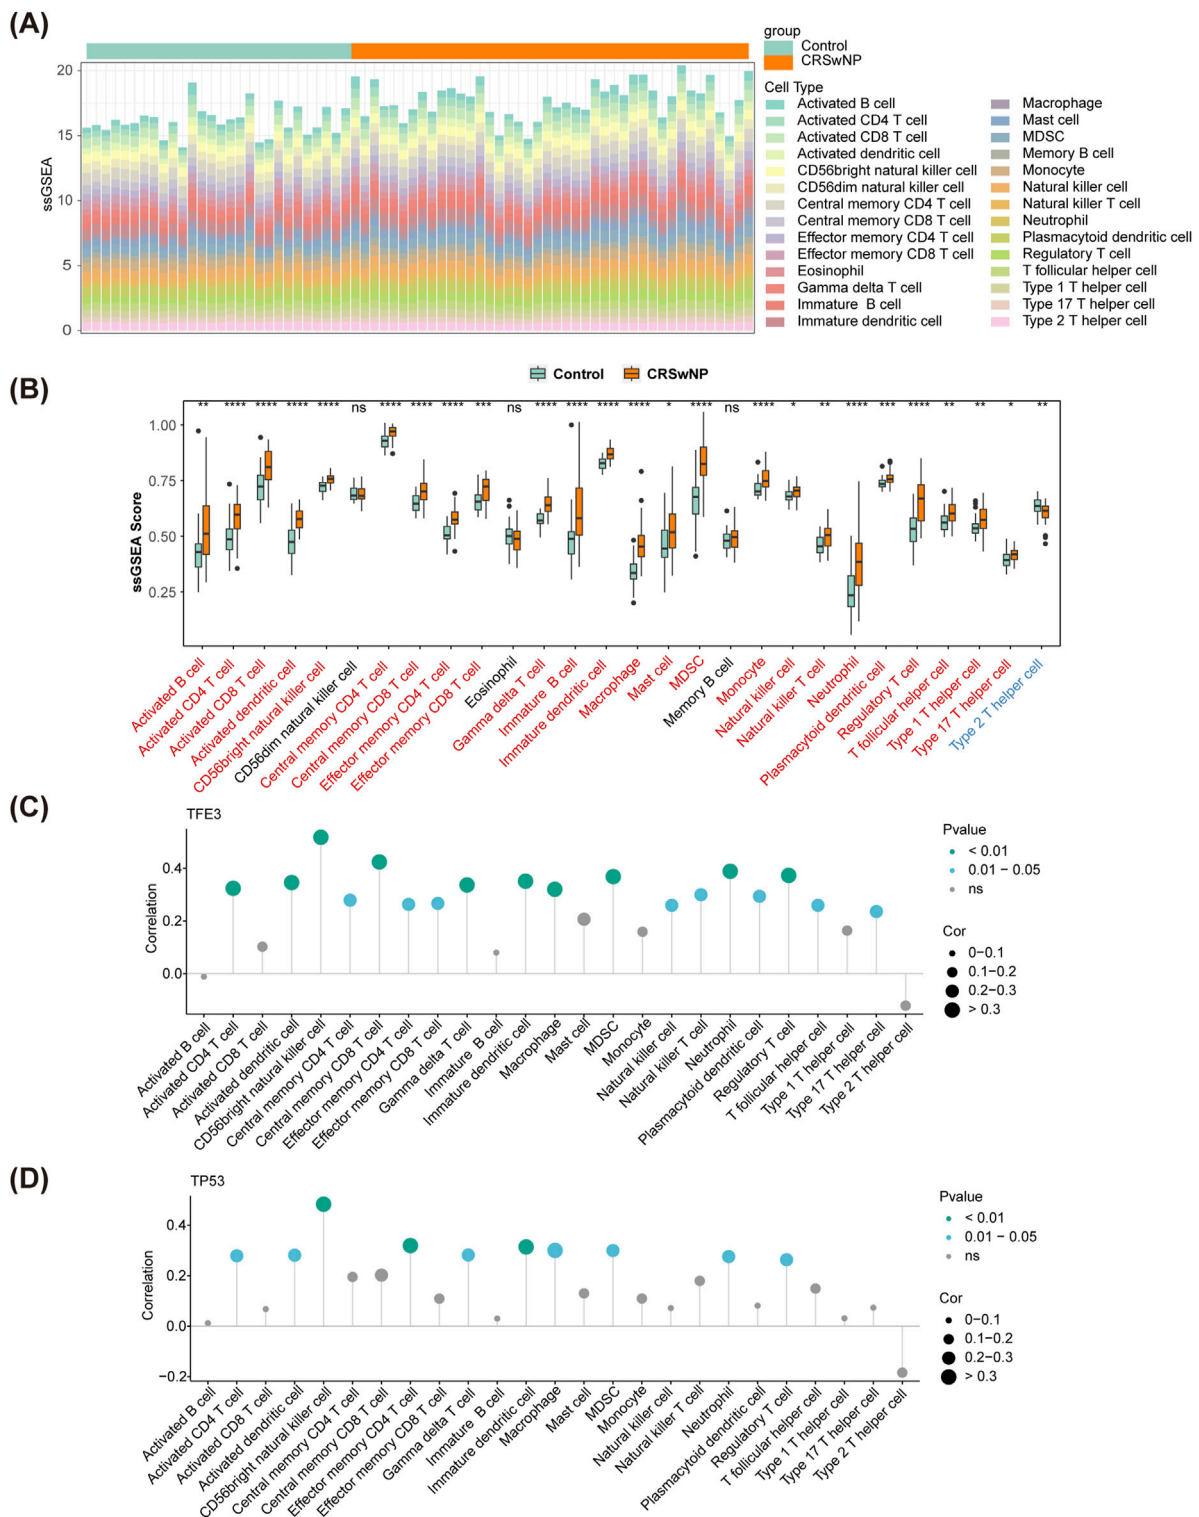 (A)
group
Control
CRSwNP
Cell Type
Activated B cell
Activated CD4 T cell
Activated CD8 T cell
Activated dendritic cell
CD56bright natural killer cell
CD56dim natural killer cell
Central memory CD4 T cell
Central memory CD8 T cell
Effector memory CD4 T cell
Effector memory CD8 T cell
Eosinophil
Gamma delta T cell
Immature  B cell
Immature dendritic cell
Macrophage
Mast cell
MDSC
Memory B cell
Monocyte
Natural killer cell
Natural killer T cell
Neutrophil
Plasmacytoid dendritic cell
Regulatory T cell
T follicular helper cell
Type 1 T helper cell
Type 17 T helper cell
Type 2 T helper cell
ssGSEA
20
15
10
5
0
(B)
Control
CRSwNP
** **** **** **** **** ns **** **** **** *** ns **** **** **** **** * **** ns **** * ** **** *** **** ** ** * **
ssGSEA Score
1.00
0.75
0.50
0.25
Activated B cell
Activated CD4 T cell
Activated CD8 T cell
Activated dendritic cell
CD56bright natural killer cell
CD56dim natural killer cell
Central memory CD4 T cell
Central memory CD8 T cell
Effector memory CD4 T cell
Effector memory CD8 T cell
Eosinophil
Gamma delta T cell
Immature  B cell
Immature dendritic cell
Macrophage
Mast cell
MDSC
Memory B cell
Monocyte
Natural killer cell
Natural killer T cell
Neutrophil
Plasmacytoid dendritic cell
Regulatory T cell
T follicular helper cell
Type 1 T helper cell
Type 17 T helper cell
Type 2 T helper cell
(C)
TFE3
Correlation
0.4
0.2
0.0
Activated B cell
Activated CD4 T cell
Activated CD8 T cell
Activated dendritic cell
CD56bright natural killer cell
Central memory CD4 T cell
Central memory CD8 T cell
Effector memory CD4 T cell
Effector memory CD8 T cell
Gamma delta T cell
Immature  B cell
Immature dendritic cell
Macrophage
Mast cell
MDSC
Monocyte
Natural killer cell
Natural killer T cell
Neutrophil
Plasmacytoid dendritic cell
Regulatory T cell
T follicular helper cell
Type 1 T helper cell
Type 17 T helper cell
Type 2 T helper cell
Pvalue
< 0.01
0.01 − 0.05
ns
Cor
0−0.1
0.1−0.2
0.2−0.3
> 0.3
(D)
TP53
Correlation
0.4
0.2
0.0
−0.2
Activated B cell
Activated CD4 T cell
Activated CD8 T cell
Activated dendritic cell
CD56bright natural killer cell
Central memory CD4 T cell
Central memory CD8 T cell
Effector memory CD4 T cell
Effector memory CD8 T cell
Gamma delta T cell
Immature  B cell
Immature dendritic cell
Macrophage
Mast cell
MDSC
Monocyte
Natural killer cell
Natural killer T cell
Neutrophil
Plasmacytoid dendritic cell
Regulatory T cell
T follicular helper cell
Type 1 T helper cell
Type 17 T helper cell
Type 2 T helper cell
Pvalue
< 0.01
0.01 − 0.05
ns
Cor
0−0.1
0.1−0.2
0.2−0.3
> 0.3